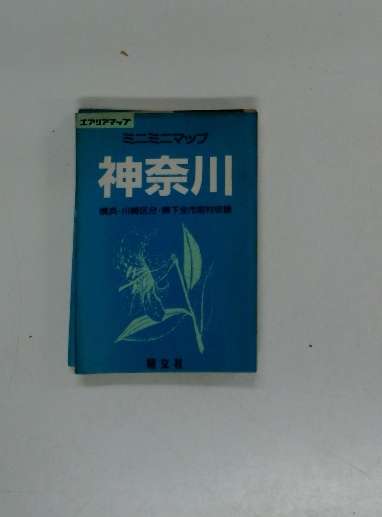 エアリアマップ
ミニミニマップ
神奈川
横浜・川崎区分・県下全市町村収録
昭文社